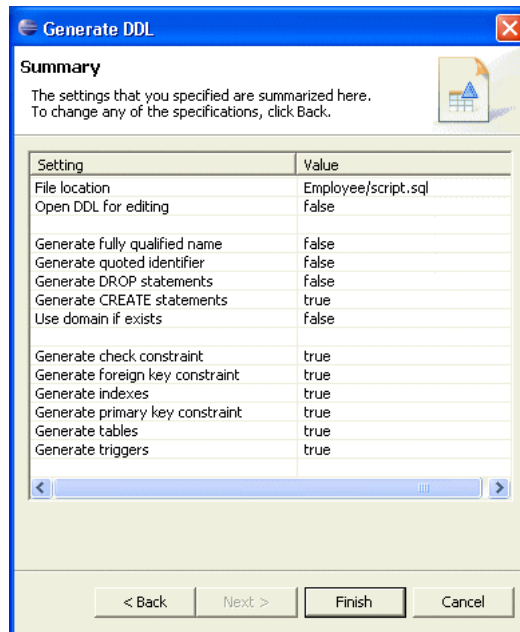 Generate DDL
Summary
The settings that you specified are summarized here.
To change any of the specifications, click Back.
Setting Value
File location Employee/script.sql
Open DDL for editing false
Generate fully qualified name false
Generate quoted identifier false
Generate DROP statements false
Generate CREATE statements true
Use domain if exists false
Generate check constraint true
Generate foreign key constraint true
Generate indexes true
Generate primary key constraint true
Generate tables true
Generate triggers true
< Back Next > Finish Cancel